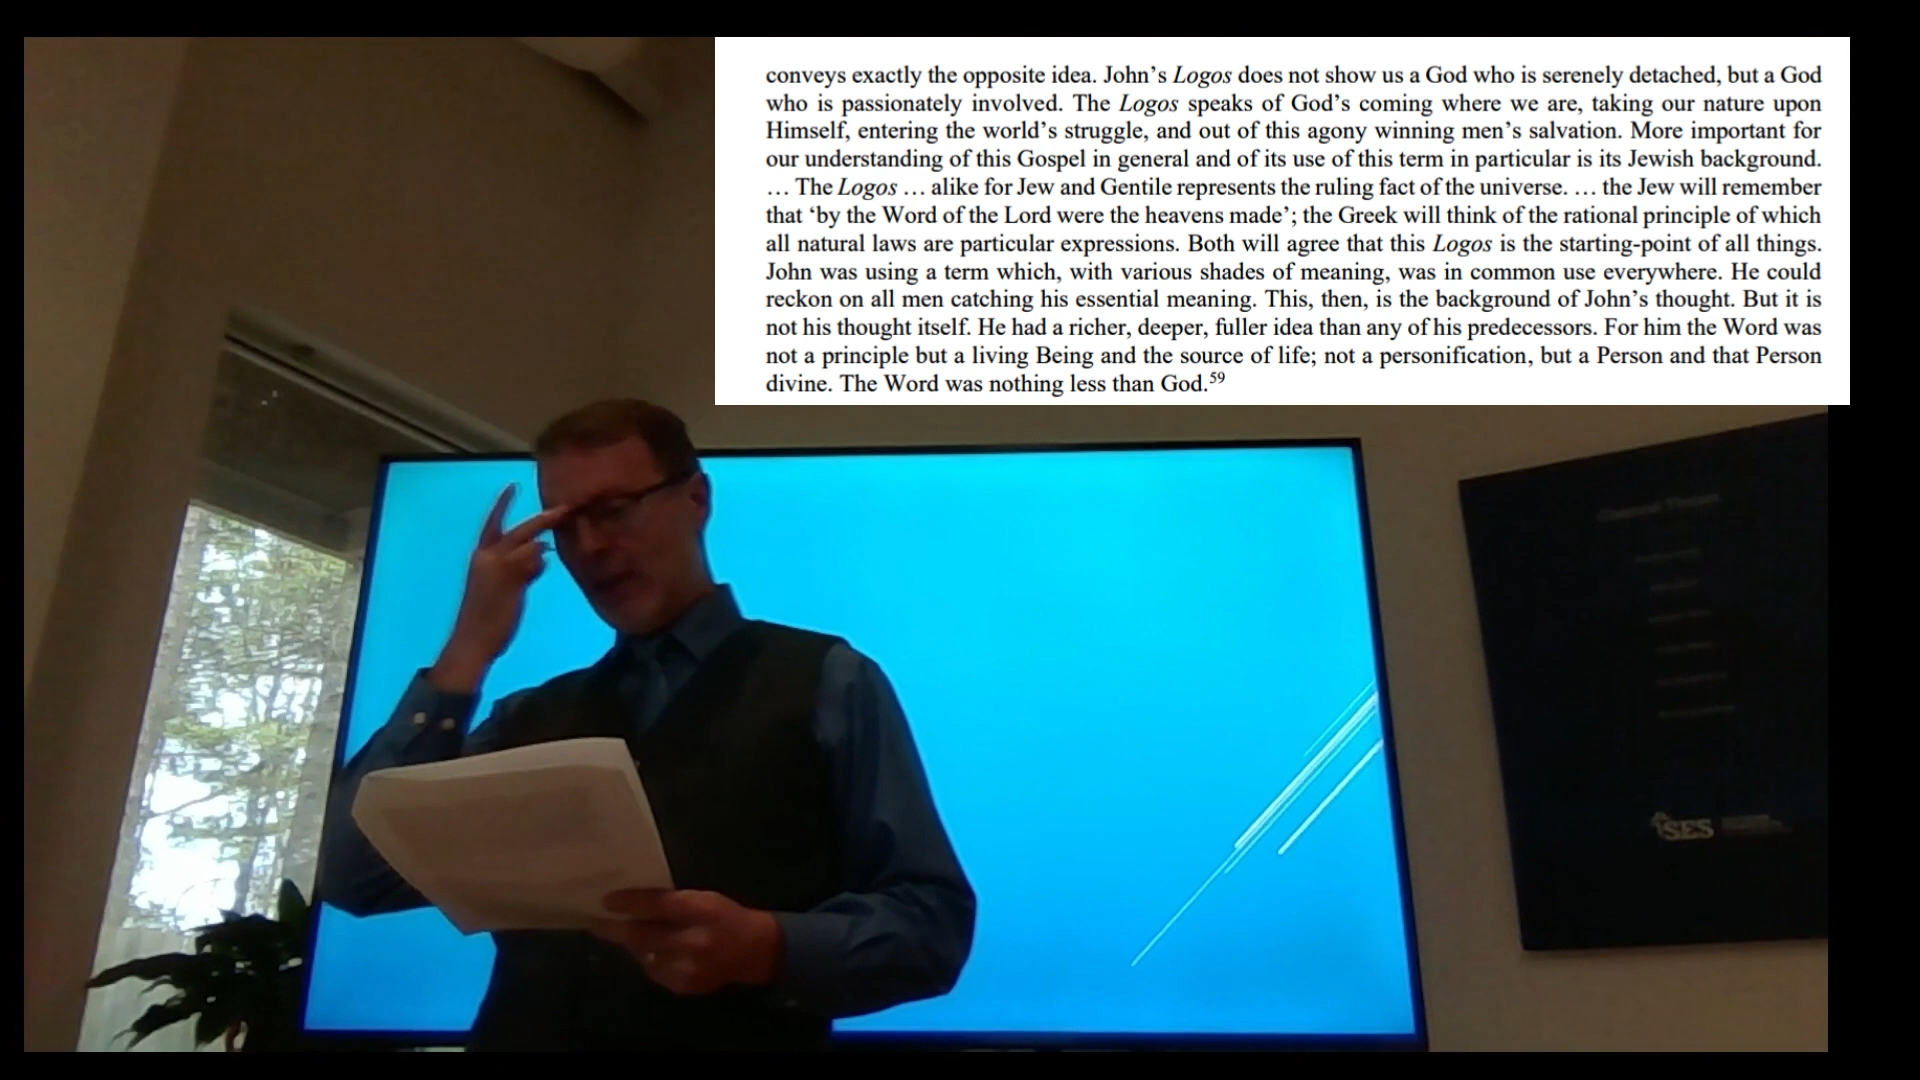 conveys exactly the opposite idea. John’s Logos does not show us a God who is serenely detached, but a God
who is passionately involved. The Logos speaks of God’s coming where we are, taking our nature upon
Himself, entering the world’s struggle, and out of this agony winning men’s salvation. More important for
our understanding of this Gospel in general and of its use of this term in particular is its Jewish background.
… The Logos … alike for Jew and Gentile represents the ruling fact of the universe. … the Jew will remember
that ‘by the Word of the Lord were the heavens made’; the Greek will think of the rational principle of which
all natural laws are particular expressions. Both will agree that this Logos is the starting-point of all things.
John was using a term which, with various shades of meaning, was in common use everywhere. He could
reckon on all men catching his essential meaning. This, then, is the background of John’s thought. But it is
not his thought itself. He had a richer, deeper, fuller idea than any of his predecessors. For him the Word was
not a principle but a living Being and the source of life; not a personification, but a Person and that Person
divine. The Word was nothing less than God.⁵⁹
SES